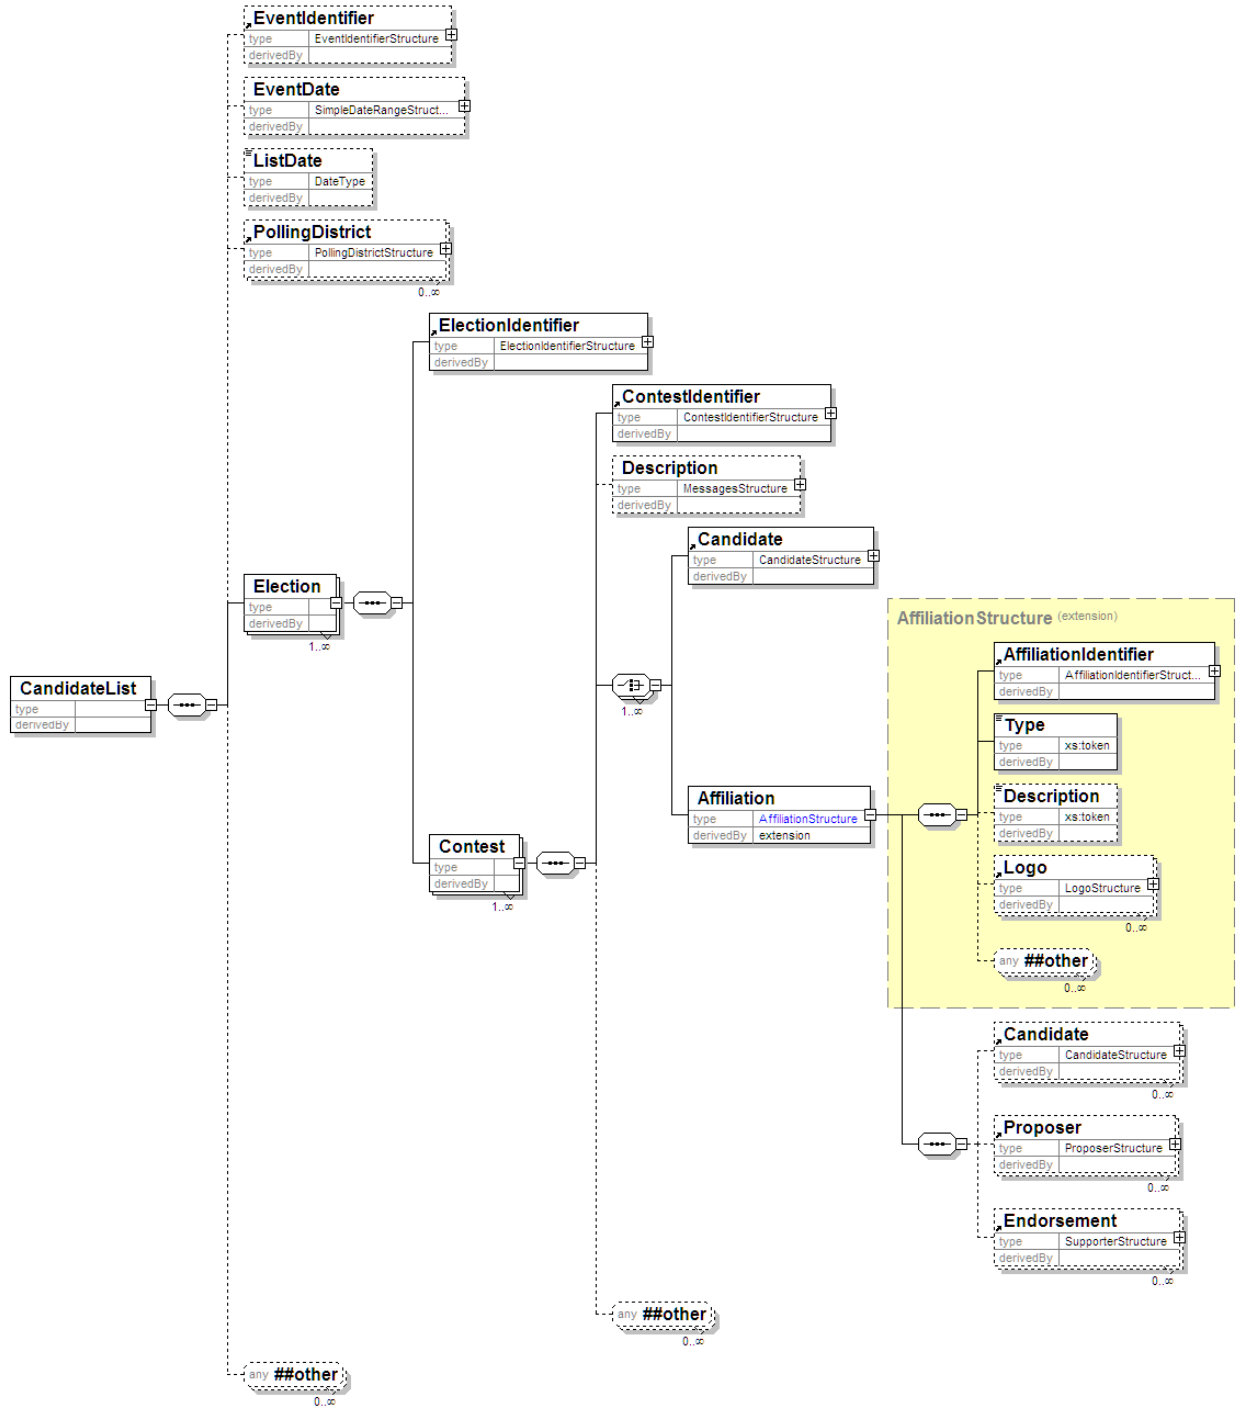 EventIdentifier
type EventIdentifierStructure
derivedBy
EventDate
type SimpleDateRangeStruct...
derivedBy
ListDate
type DateType
derivedBy
PollingDistrict
type PollingDistrictStructure
derivedBy
0..∞
ElectionIdentifier
type ElectionIdentifierStructure
derivedBy
ContestIdentifier
type ContestIdentifierStructure
derivedBy
Description
type MessagesStructure
derivedBy
Candidate
type CandidateStructure
derivedBy
Election
type
derivedBy
1..∞
AffiliationStructure (extension)
AffiliationIdentifier
type AffiliationIdentifierStruct...
derivedBy
CandidateList
type
derivedBy
1..∞
Type
type xs:token
derivedBy
Affiliation
type AffiliationStructure
derivedBy extension
Description
type xs:token
derivedBy
Contest
type
derivedBy
1..∞
Logo
type LogoStructure
derivedBy
0..∞
any ##other
0..∞
Candidate
type CandidateStructure
derivedBy
0..∞
Proposer
type ProposerStructure
derivedBy
0..∞
Endorsement
type SupporterStructure
derivedBy
0..∞
any ##other
0..∞
any ##other
0..∞